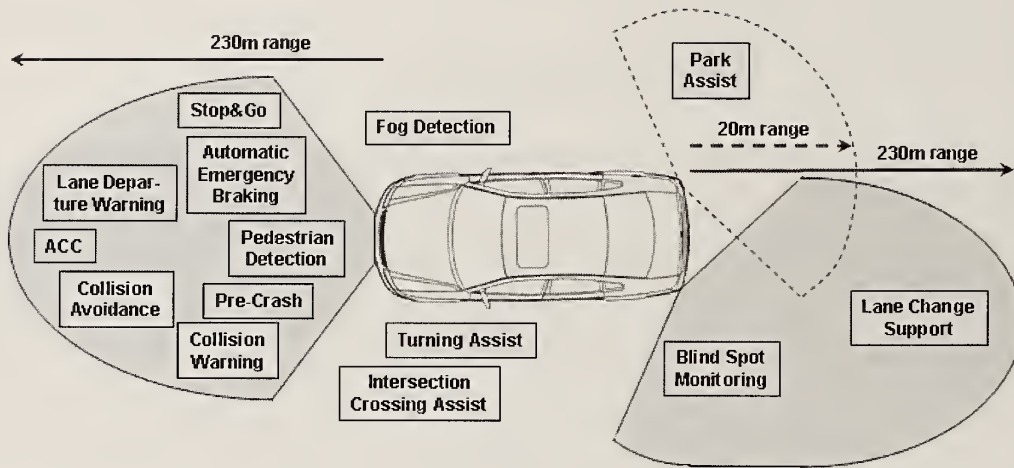 230m range
Stop&Go
Fog Detection
Park
Assist
20m range
230m range
Automatic
Emergency
Braking
Lane Depar-
ture Warning
ACC
Pedestrian
Detection
Collision
Avoidance
Pre-Crash
Collision
Warning
Turning Assist
Intersection
Crossing Assist
Lane Change
Support
Blind Spot
Monitoring